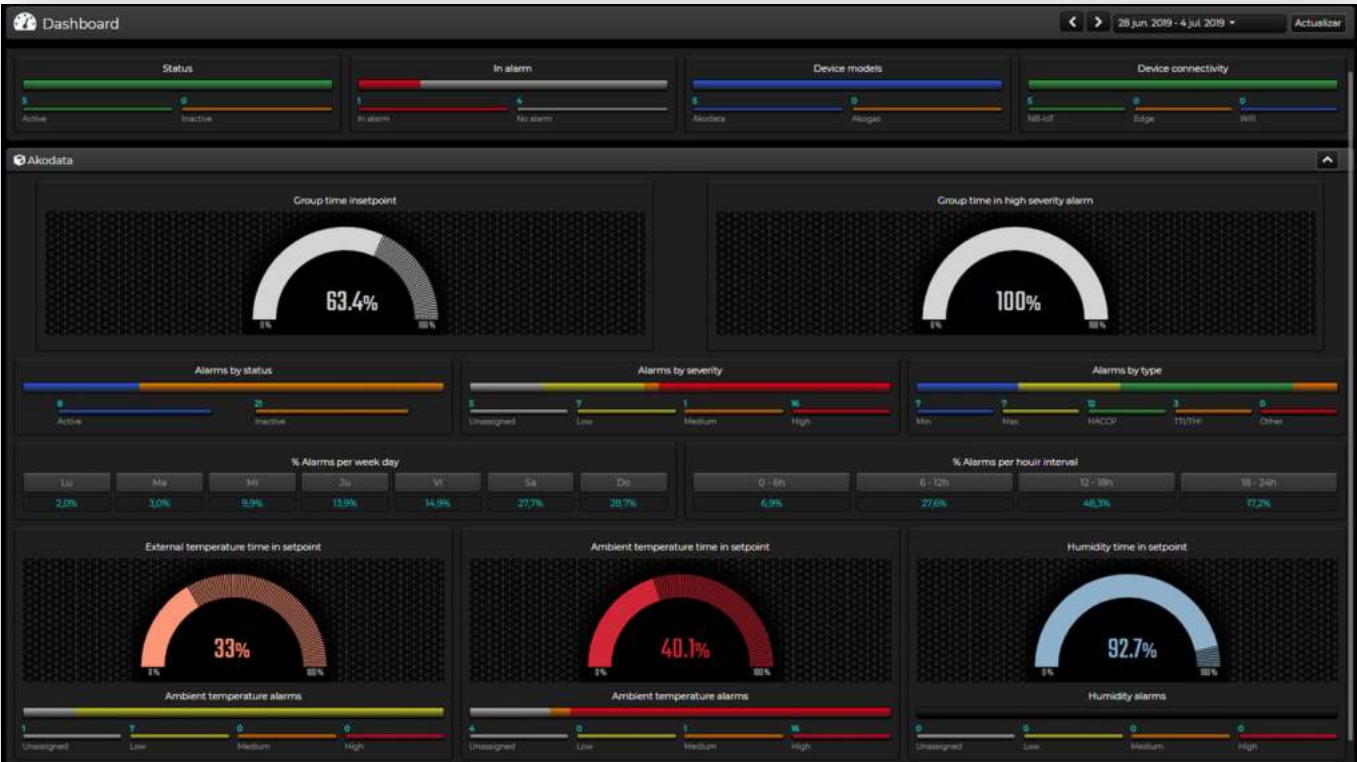 Dashboard
28 jun. 2019 - 4 jul. 2019
Actualizar
Status
5
0
Active
Inactive
In alarm
1
4
In alarm
No alarm
Device models
5
0
Akodata
Akogas
Device connectivity
5
0
0
NB-IoT
Edge
Wifi
Akodata
Group time insetpoint
63.4%
0%
100%
Group time in high severity alarm
100%
0%
100%
Alarms by status
8
21
Active
Inactive
Alarms by severity
5
7
1
16
Unassigned
Low
Medium
High
Alarms by type
7
7
12
3
0
Min
Max
HACCP
TTI/THI
Other
% Alarms per week day
Lu
Ma
Mi
Ju
Vi
Sa
Do
2,0%
3,0%
9,9%
13,9%
14,9%
27,7%
28,7%
% Alarms per houir interval
0 - 6h
6 - 12h
12 - 18h
18 - 24h
6,9%
27,6%
48,3%
17,2%
External temperature time in setpoint
33%
0%
100%
Ambient temperature alarms
1
7
0
0
Unassigned
Low
Medium
High
Ambient temperature time in setpoint
40.1%
0%
100%
Ambient temperature alarms
4
0
1
16
Unassigned
Low
Medium
High
Humidity time in setpoint
92.7%
0%
100%
Humidity alarms
0
0
0
0
Unassigned
Low
Medium
High